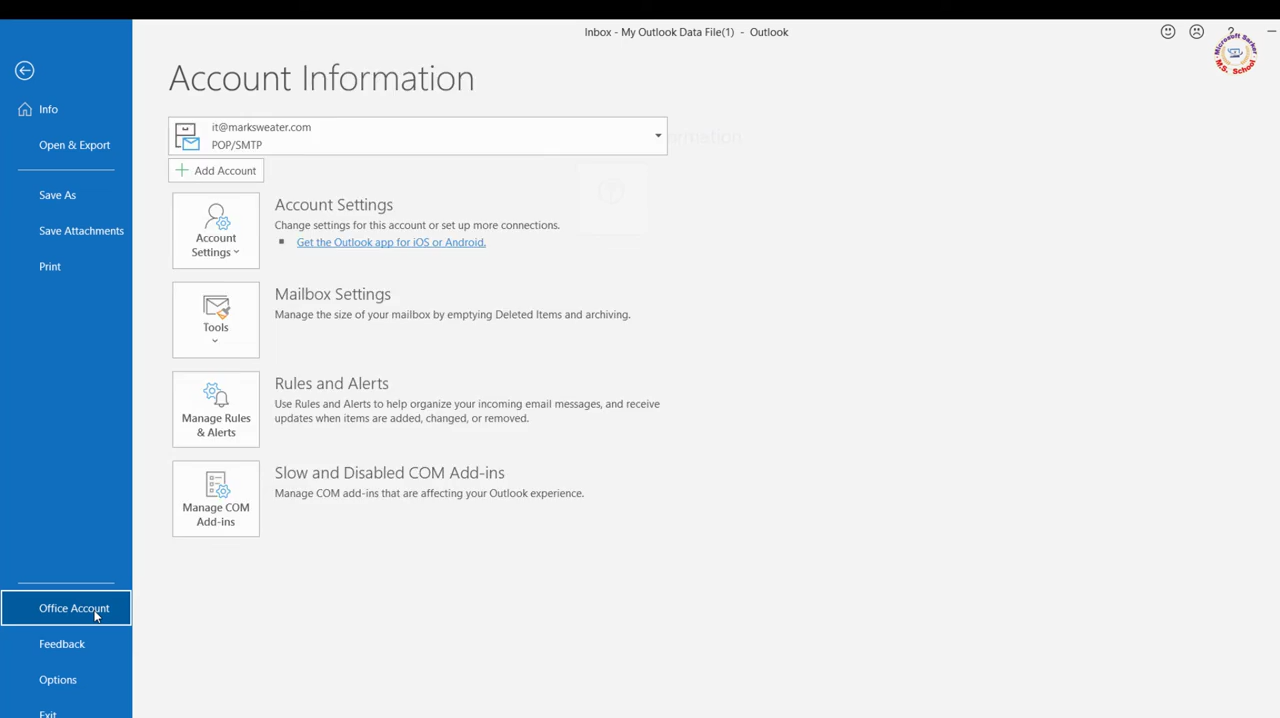 Inbox - My Outlook Data File(1) - Outlook
?
Microsoft Sarker
M.S. School
Account Information
Info
Open & Export
Save As
Save Attachments
Print
Office Account
Feedback
Options
Exit
it@marksweater.com
POP/SMTP
Add Account
Account Settings
Account Settings
Change settings for this account or set up more connections.
Get the Outlook app for iOS or Android.
Tools
Mailbox Settings
Manage the size of your mailbox by emptying Deleted Items and archiving.
Manage Rules & Alerts
Rules and Alerts
Use Rules and Alerts to help organize your incoming email messages, and receive
updates when items are added, changed, or removed.
Manage COM Add-ins
Slow and Disabled COM Add-ins
Manage COM add-ins that are affecting your Outlook experience.